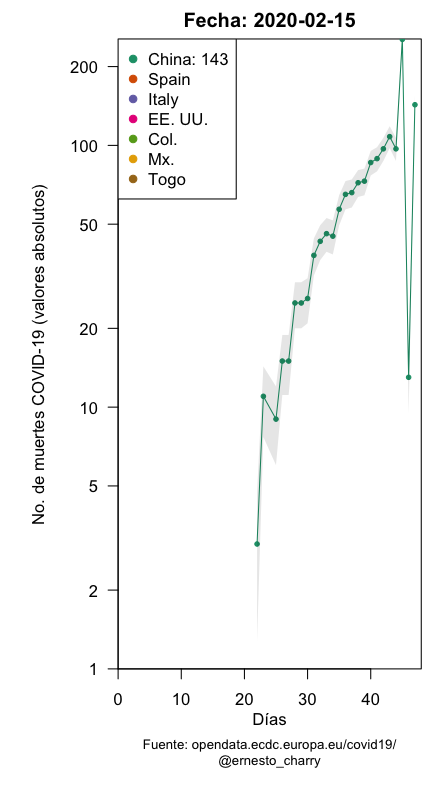 Fecha: 2020-02-15
China: 143
Spain
Italy
EE. UU.
Col.
Mx.
Togo
No. de muertes COVID-19 (valores absolutos)
200
100
50
20
10
5
2
1
0 10 20 30 40
Días
Fuente: opendata.ecdc.europa.eu/covid19/
@ernesto_charry